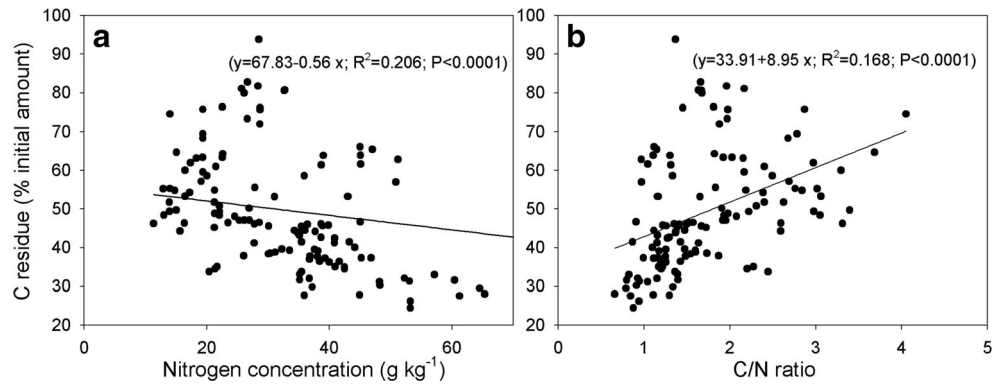 a
(y=67.83-0.56 x; R²=0.206; P<0.0001)
b
(y=33.91+8.95 x; R²=0.168; P<0.0001)
C residue (% initial amount)
100
90
80
70
60
50
40
30
20
0 20 40 60
Nitrogen concentration (g kg⁻¹)
100
90
80
70
60
50
40
30
20
0 1 2 3 4 5
C/N ratio